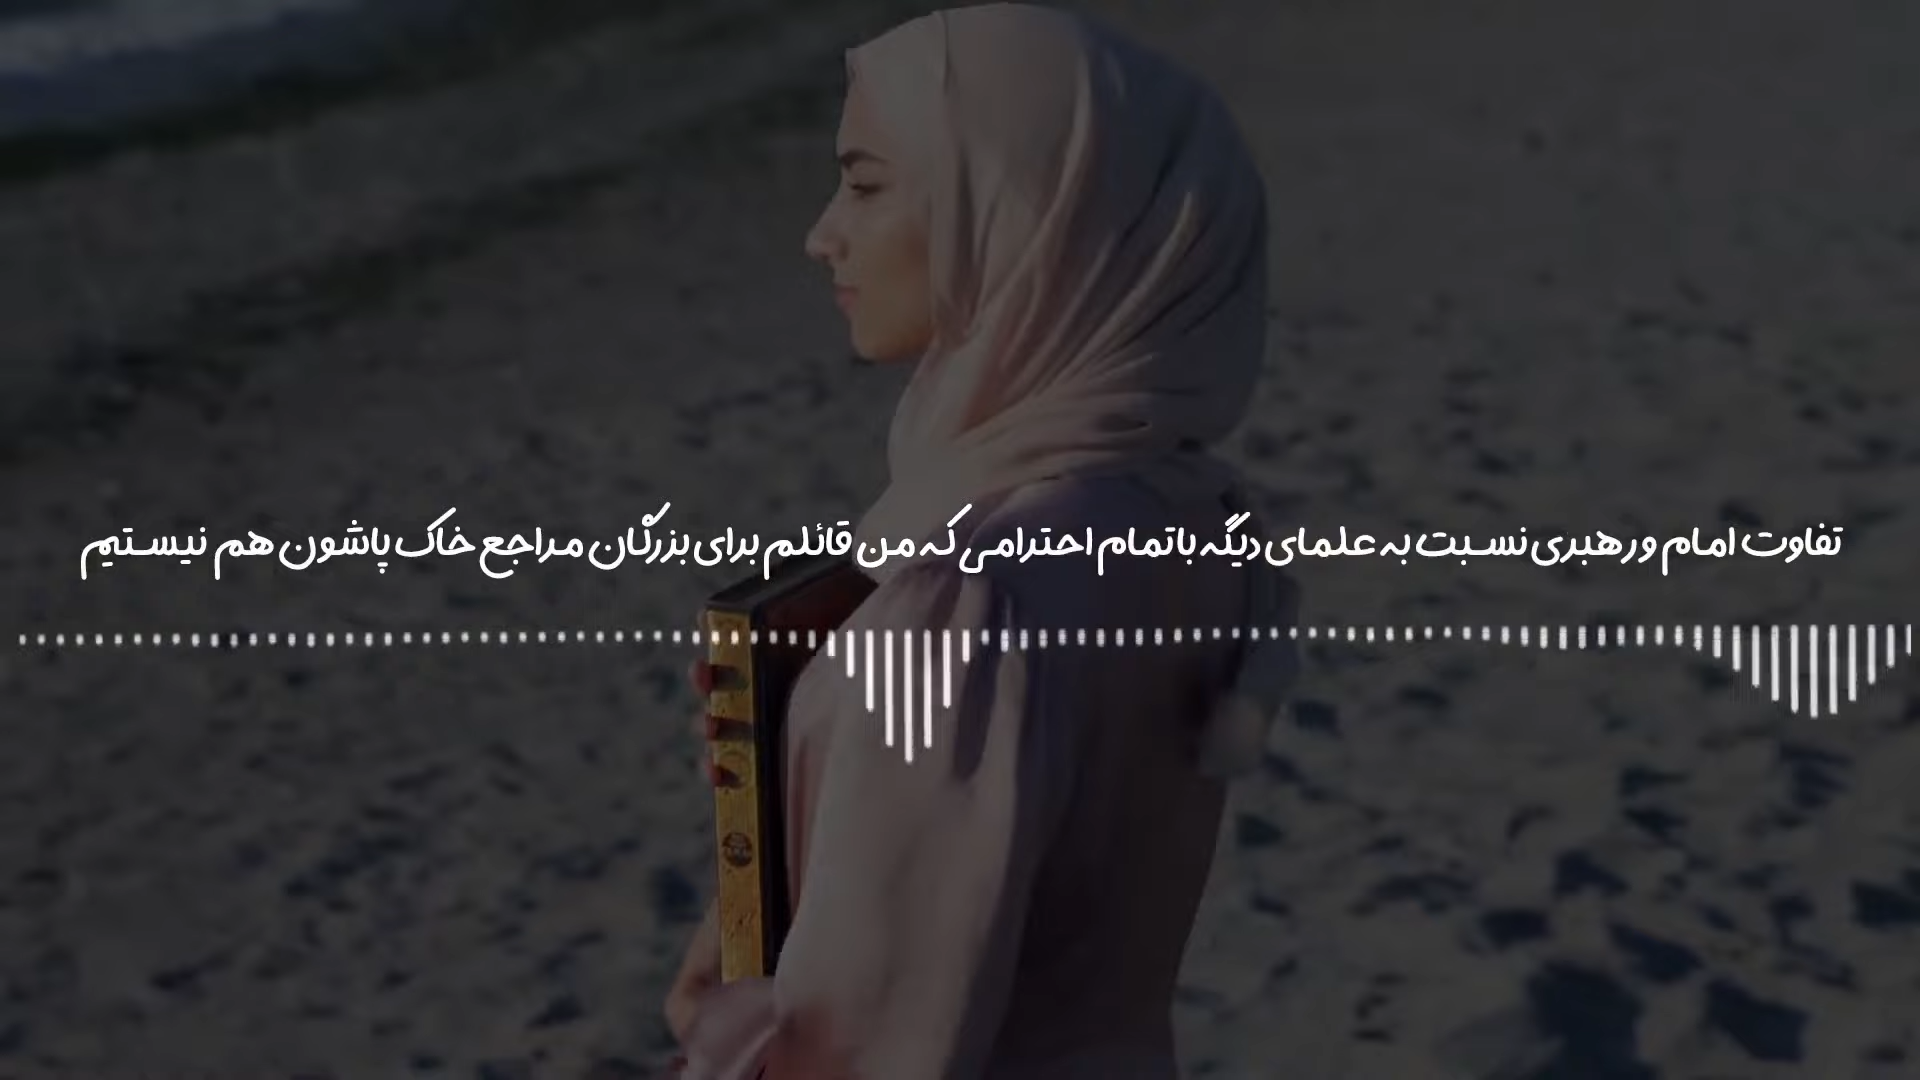 تفاوت امام و رهبری نسبت به علمای دیگه با تمام احترامی که من قائلم برای بزرگان مراجع خاک پاشون هم نیستیم